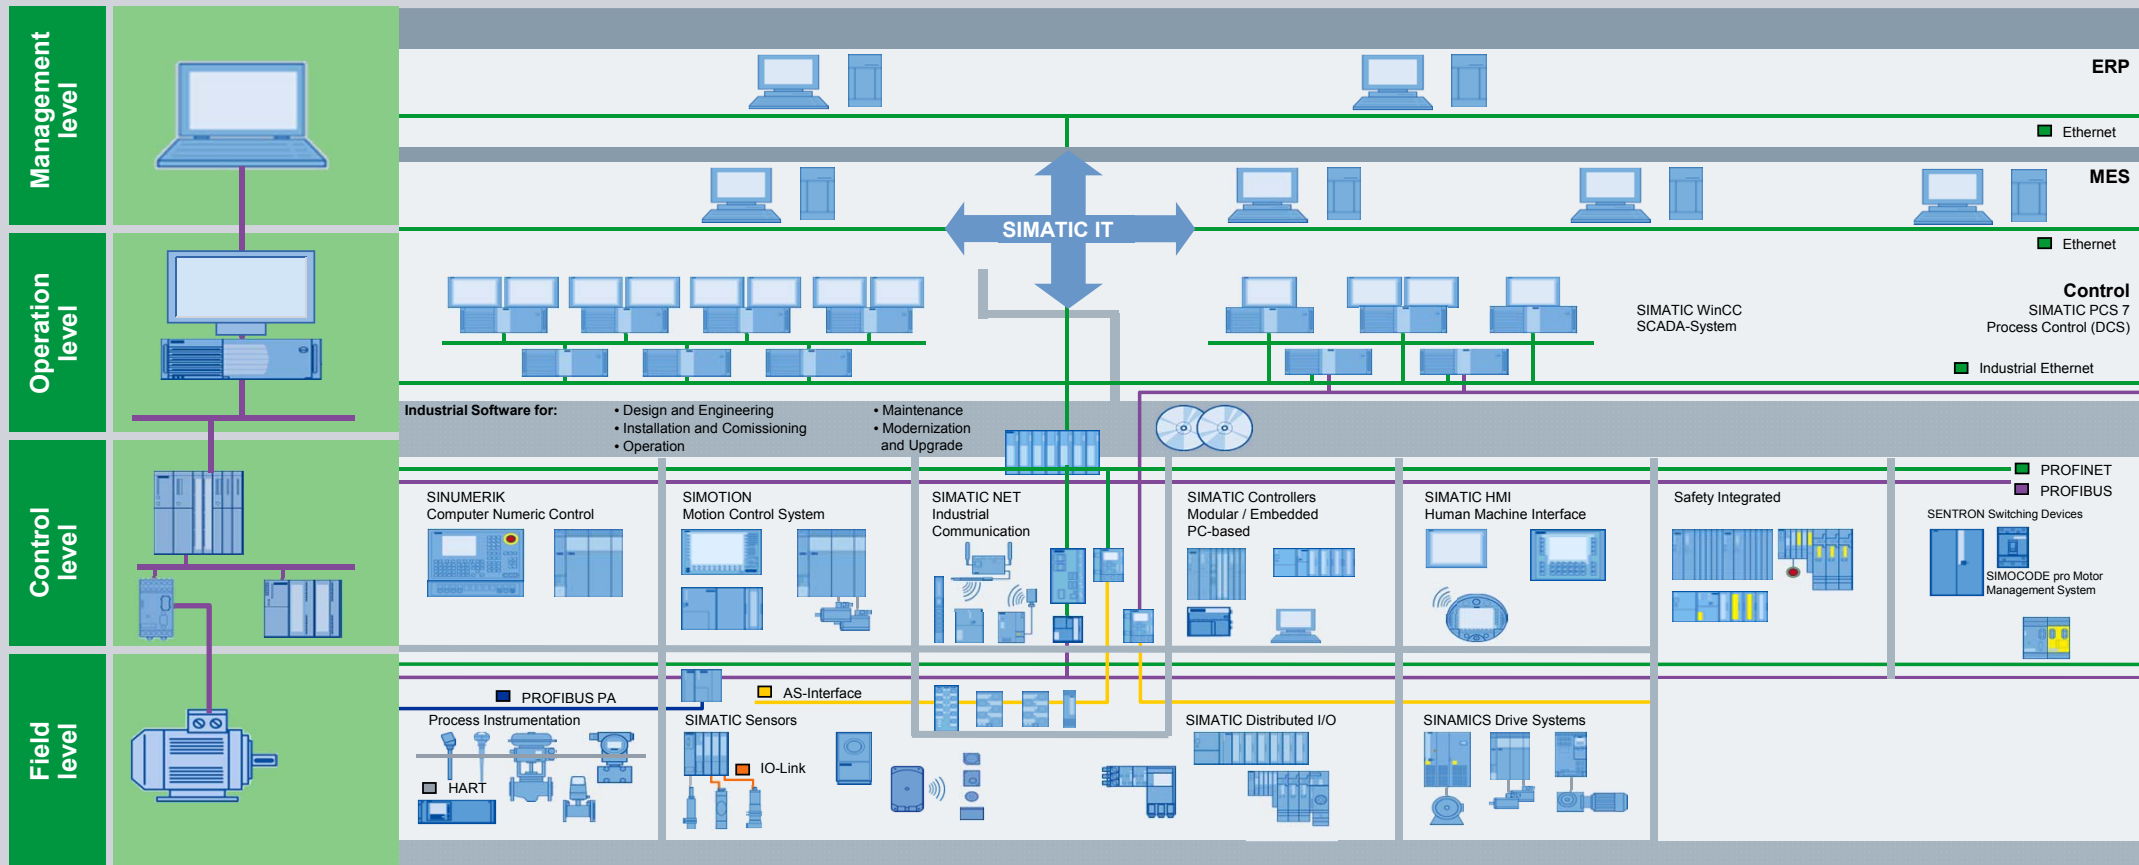 Management
level
ERP
Ethernet
MES
SIMATIC IT
Ethernet
Operation
level
Control
SIMATIC WinCC
SCADA-System
SIMATIC PCS 7
Process Control (DCS)
Industrial Ethernet
Industrial Software for:
• Design and Engineering
• Installation and Comissioning
• Operation
• Maintenance
• Modernization
and Upgrade
Control
level
PROFINET
PROFIBUS
SINUMERIK
Computer Numeric Control
SIMOTION
Motion Control System
SIMATIC NET
Industrial
Communication
SIMATIC Controllers
Modular / Embedded
PC-based
SIMATIC HMI
Human Machine Interface
Safety Integrated
SENTRON Switching Devices
SIMOCODE pro Motor
Management System
Field
level
PROFIBUS PA
AS-Interface
Process Instrumentation
HART
SIMATIC Sensors
IO-Link
SIMATIC Distributed I/O
SINAMICS Drive Systems